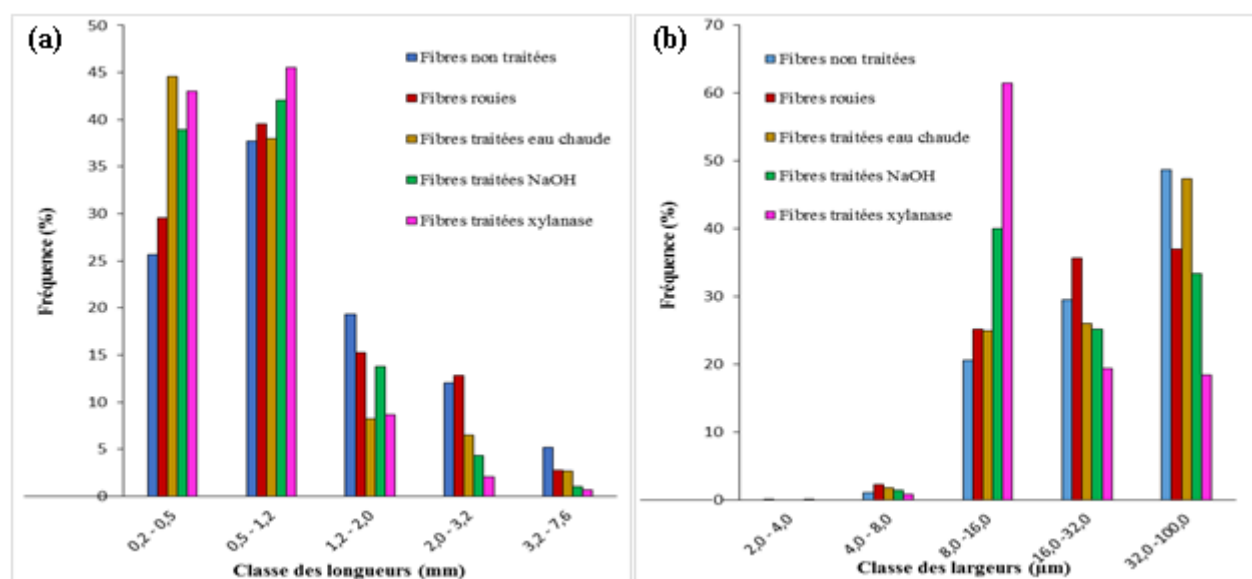 (a)
50
45
40
35
30
25
20
15
10
5
0
Fréquence (%)
Fibres non traitées
Fibres rouies
Fibres traitées eau chaude
Fibres traitées NaOH
Fibres traitées xylanase
0,2 - 0,5
0,5 - 1,2
1,2 - 2,0
2,0 - 3,2
3,2 - 7,6
Classe des longueurs (mm)
(b)
70
60
50
40
30
20
10
0
Fréquence (%)
Fibres non traitées
Fibres rouies
Fibres traitées eau chaude
Fibres traitées NaOH
Fibres traitées xylanase
2,0 - 4,0
4,0 - 8,0
8,0 -16,0
16,0 -32,0
32,0 -100,0
Classe des largeurs (µm)